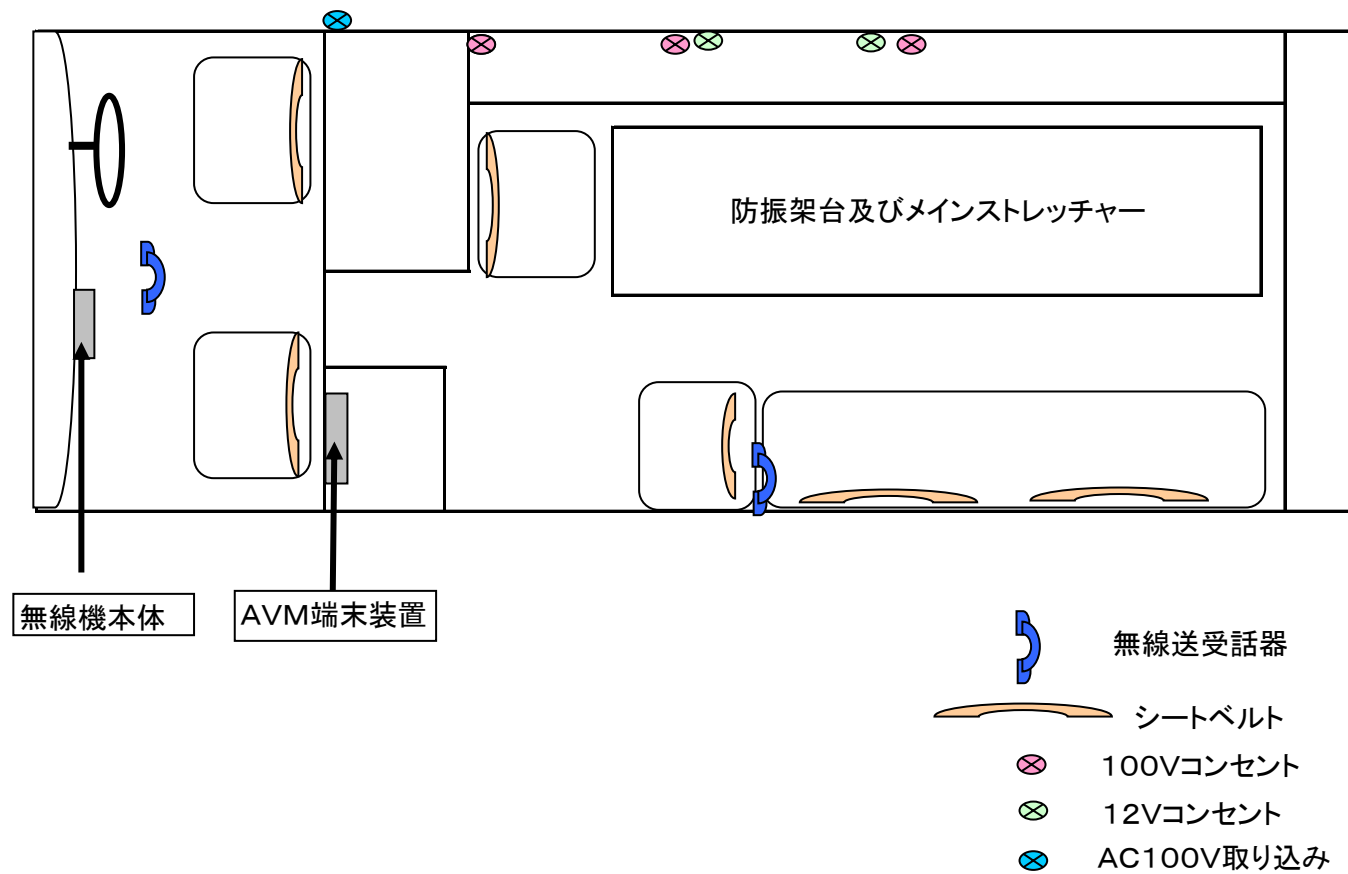 防振架台及びメインストレッチャー
無線機本体
AVM端末装置
無線送受話器
シートベルト
100Vコンセント
12Vコンセント
AC100V取り込み